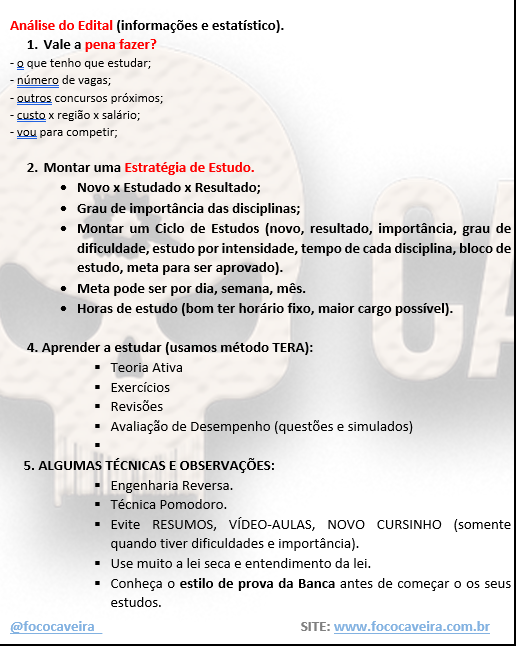 Análise do Edital (informações e estatístico).
1. Vale a pena fazer?
- o que tenho que estudar;
- número de vagas;
- outros concursos próximos;
- custo x região x salário;
- vou para competir;
2. Montar uma Estratégia de Estudo.
• Novo x Estudado x Resultado;
• Grau de importância das disciplinas;
• Montar um Ciclo de Estudos (novo, resultado, importância, grau de
dificuldade, estudo por intensidade, tempo de cada disciplina, bloco de
estudo, meta para ser aprovado).
• Meta pode ser por dia, semana, mês.
• Horas de estudo (bom ter horário fixo, maior cargo possível).
4. Aprender a estudar (usamos método TERA):
▪ Teoria Ativa
▪ Exercícios
▪ Revisões
▪ Avaliação de Desempenho (questões e simulados)
▪
5. ALGUMAS TÉCNICAS E OBSERVAÇÕES:
▪ Engenharia Reversa.
▪ Técnica Pomodoro.
▪ Evite RESUMOS, VÍDEO-AULAS, NOVO CURSINHO (somente
quando tiver dificuldades e importância).
▪ Use muito a lei seca e entendimento da lei.
▪ Conheça o estilo de prova da Banca antes de começar o os seus
estudos.
@fococaveira SITE: www.fococaveira.com.br
CA